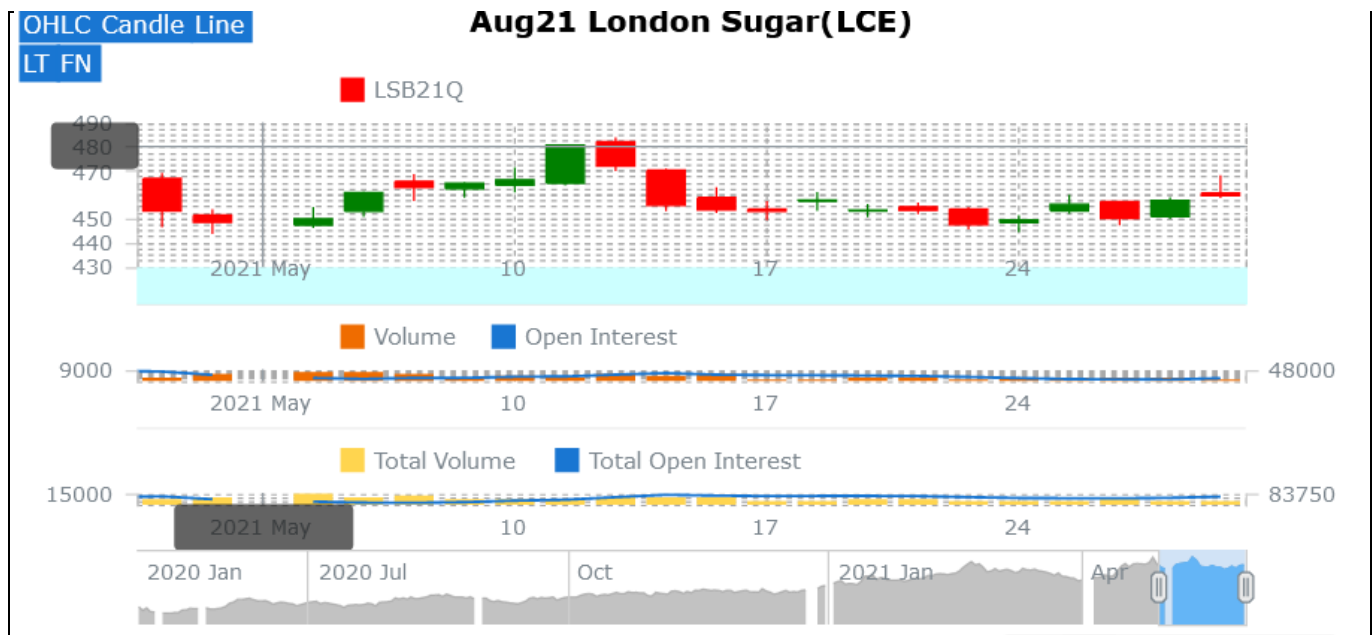 OHLC Candle Line
Aug21 London Sugar(LCE)
LT FN
LSB21Q
490
480
470
450
440
430
2021 May 10 17 24
Volume Open Interest
9000 48000
2021 May 10 17 24
Total Volume Total Open Interest
15000 83750
2021 May 10 17 24
2020 Jan 2020 Jul Oct 2021 Jan Apr